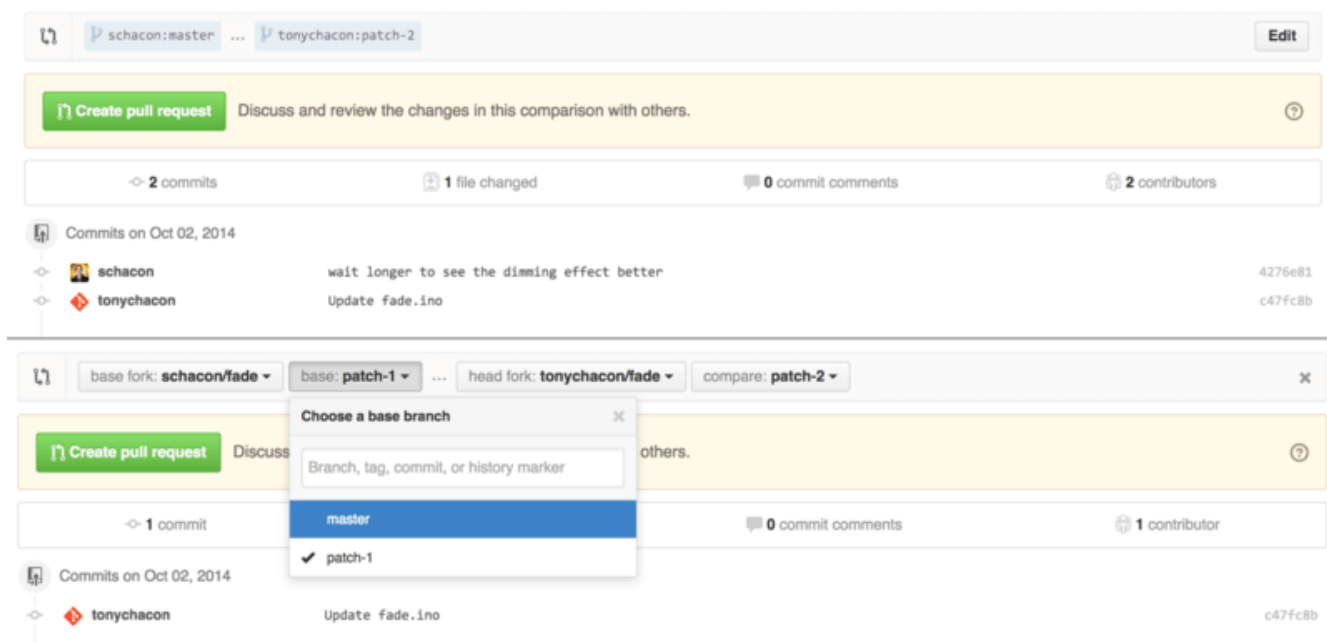 schacon:master ... tonychacon:patch-2 Edit
Create pull request Discuss and review the changes in this comparison with others.
2 commits 1 file changed 0 commit comments 2 contributors
Commits on Oct 02, 2014
schacon wait longer to see the dimming effect better 4276e81
tonychacon Update fade.ino c47fc8b
base fork: schacon/fade base: patch-1 ... head fork: tonychacon/fade compare: patch-2
Choose a base branch
Create pull request Discuss others.
Branch, tag, commit, or history marker
master
1 commit 0 commit comments 1 contributor
patch-1
Commits on Oct 02, 2014
tonychacon Update fade.ino c47fc8b